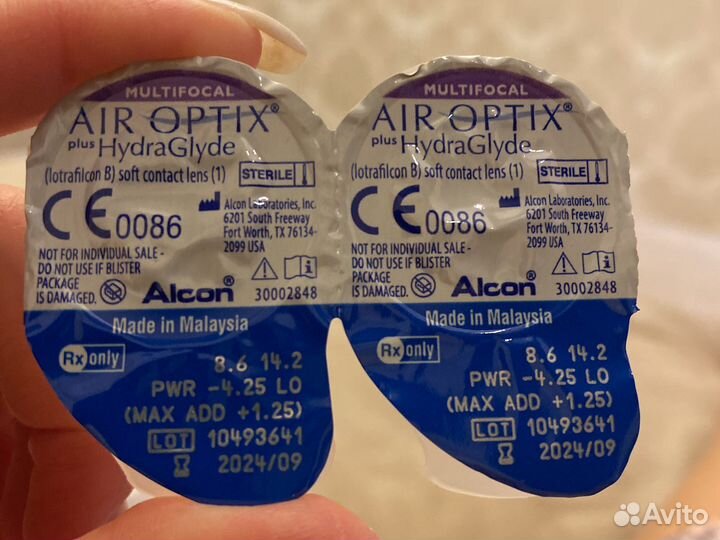 MULTIFOCAL
AIR OPTIX®
plus HydraGlyde
(lotrafilcon B) soft contact lens (1) STERILE
CE 0086
Alcon Laboratories, Inc.
6201 South Freeway
Fort Worth, TX 76134-
2099 USA
NOT FOR INDIVIDUAL SALE -
DO NOT USE IF BLISTER
PACKAGE
IS DAMAGED.
Alcon
30002848
Made in Malaysia
Rx only
8.6 14.2
PWR -4.25 LO
(MAX ADD +1.25)
LOT 10493641
2024/09
MULTIFOCAL
AIR OPTIX®
plus HydraGlyde
(lotrafilcon B) soft contact lens (1) STERILE
CE 0086
Alcon Laboratories, Inc.
6201 South Freeway
Fort Worth, TX 76134-
2099 USA
NOT FOR INDIVIDUAL SALE -
DO NOT USE IF BLISTER
PACKAGE
IS DAMAGED.
Alcon
30002848
Made in Malaysia
Rx only
8.6 14.2
PWR -4.25 LO
(MAX ADD +1.25)
LOT 10493641
2024/09
Avito